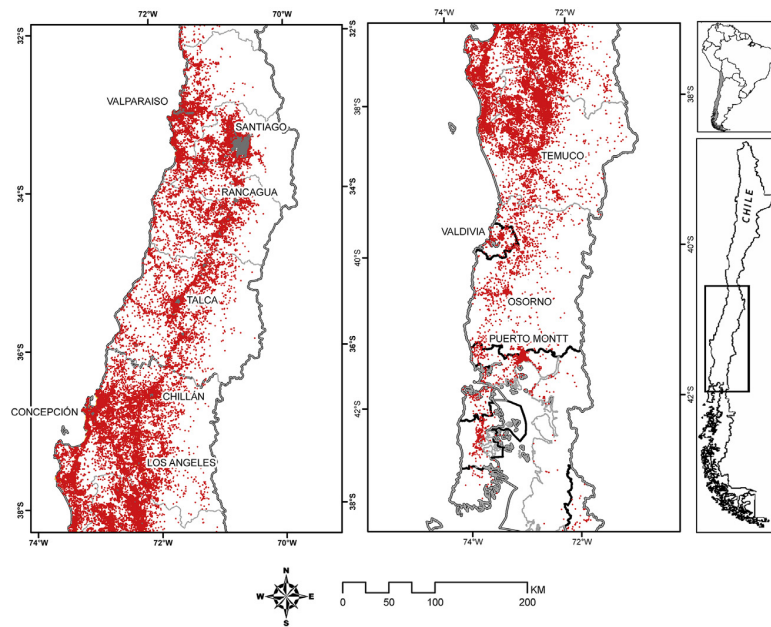 72°W
70°W
32°S
VALPARAISO
SANTIAGO
RANCAGUA
34°S
TALCA
36°S
CHILLÁN
CONCEPCIÓN
LOS ANGELES
38°S
74°W
72°W
70°W
32°S
34°S
36°S
38°S
74°W
72°W
38°S
TEMUCO
VALDIVIA
40°S
OSORNO
PUERTO MONTT
42°S
74°W
72°W
38°S
40°S
42°S
CHILE
N
W
E
S
KM
0
50
100
200